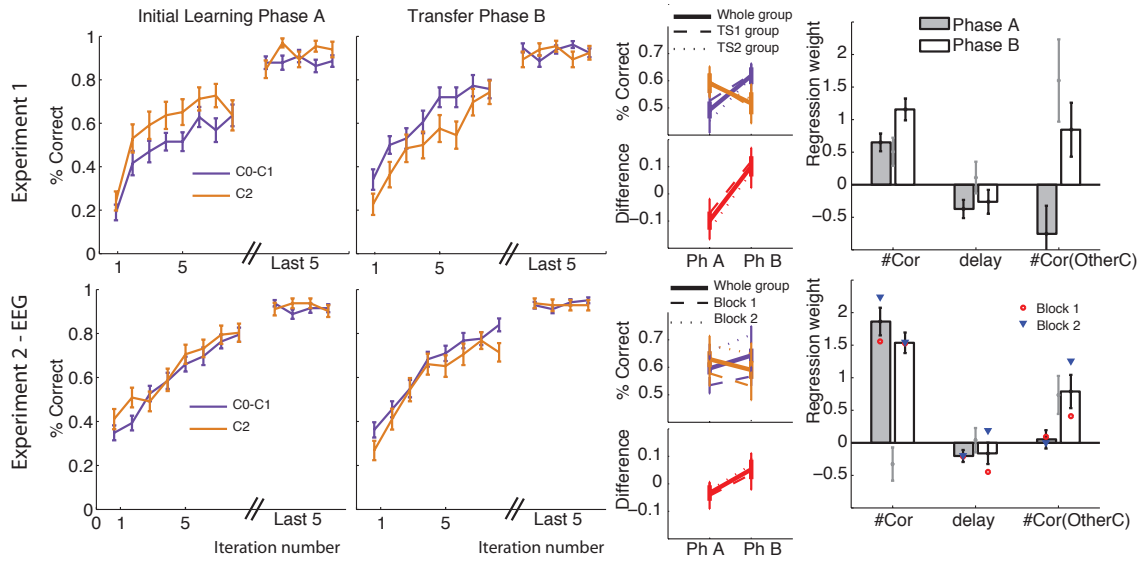 Initial Learning Phase A
Transfer Phase B
Experiment 1
% Correct
1
0.8
0.6
0.4
0.2
0
C0-C1
C2
1
5
Last 5
1
5
Last 5
Whole group
TS1 group
TS2 group
% Correct
0.7
0.6
0.5
Difference
0.1
0
−0.1
Ph A
Ph B
Regression weight
2
1.5
1
0.5
0
−0.5
Phase A
Phase B
#Cor
delay
#Cor(OtherC)
Experiment 2 - EEG
% Correct
1
0.8
0.6
0.4
0.2
0
C0-C1
C2
0
1
5
Last 5
Iteration number
1
5
Last 5
Iteration number
Whole group
Block 1
Block 2
% Correct
0.7
0.6
0.5
Difference
0.1
0
−0.1
Ph A
Ph B
Regression weight
2
1.5
1
0.5
0
−0.5
Block 1
Block 2
#Cor
delay
#Cor(OtherC)